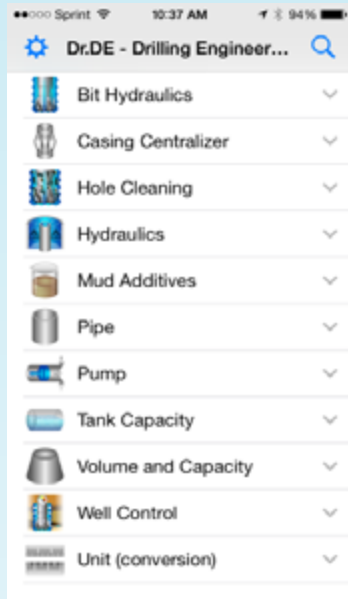 Sprint 10:37 AM 94%
Dr.DE - Drilling Engineer...
Bit Hydraulics
Casing Centralizer
Hole Cleaning
Hydraulics
Mud Additives
Pipe
Pump
Tank Capacity
Volume and Capacity
Well Control
Unit (conversion)